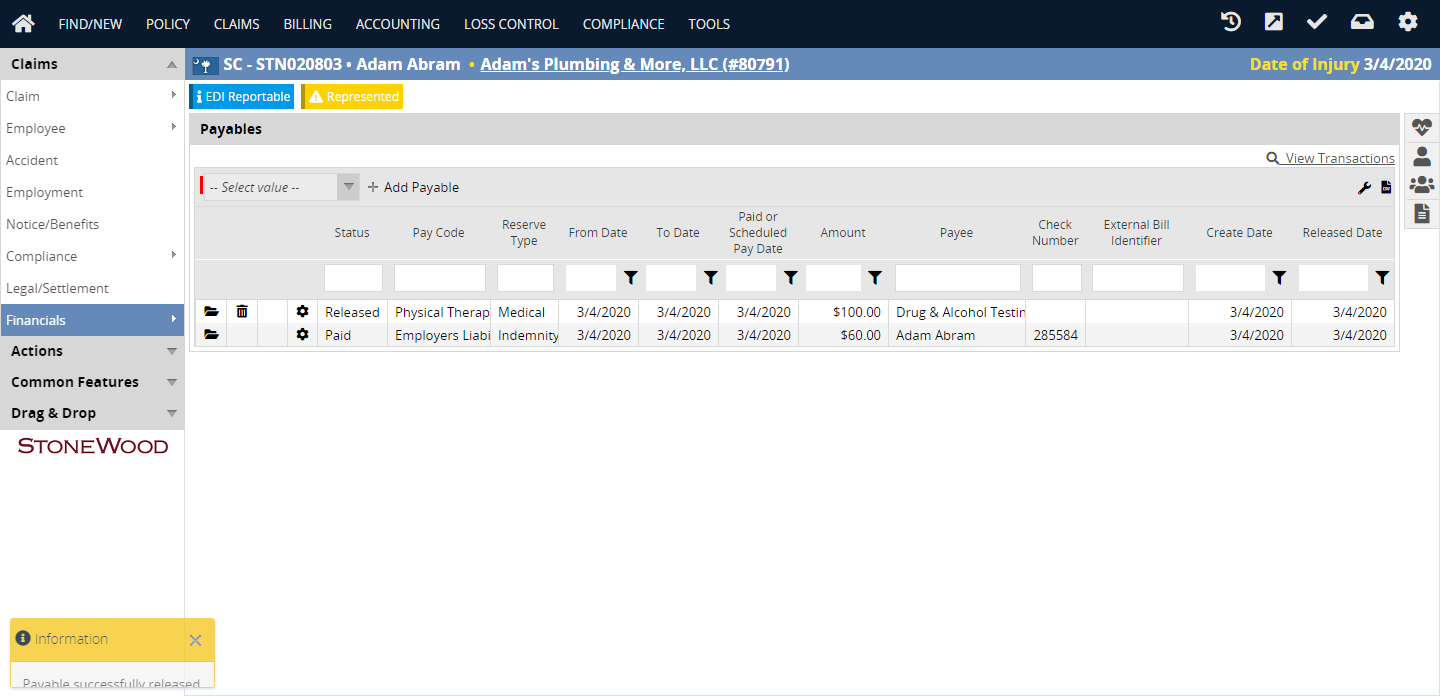 FIND/NEW POLICY CLAIMS BILLING ACCOUNTING LOSS CONTROL COMPLIANCE TOOLS
Claims
SC - STN020803 • Adam Abram • Adam's Plumbing & More, LLC (#80791) Date of Injury 3/4/2020
Claim
Employee
Accident
Employment
Notice/Benefits
Compliance
Legal/Settlement
Financials
Actions
Common Features
Drag & Drop
STONEWOOD
EDI Reportable Represented
Payables
View Transactions
-- Select value -- Add Payable
Status Pay Code Reserve Type From Date To Date Paid or Scheduled Pay Date Amount Payee Check Number External Bill Identifier Create Date Released Date
Released Physical Therap Medical 3/4/2020 3/4/2020 3/4/2020 $100.00 Drug & Alcohol Testin 3/4/2020 3/4/2020
Paid Employers Liabi Indemnity 3/4/2020 3/4/2020 3/4/2020 $60.00 Adam Abram 285584 3/4/2020 3/4/2020
Information
Payable successfully released